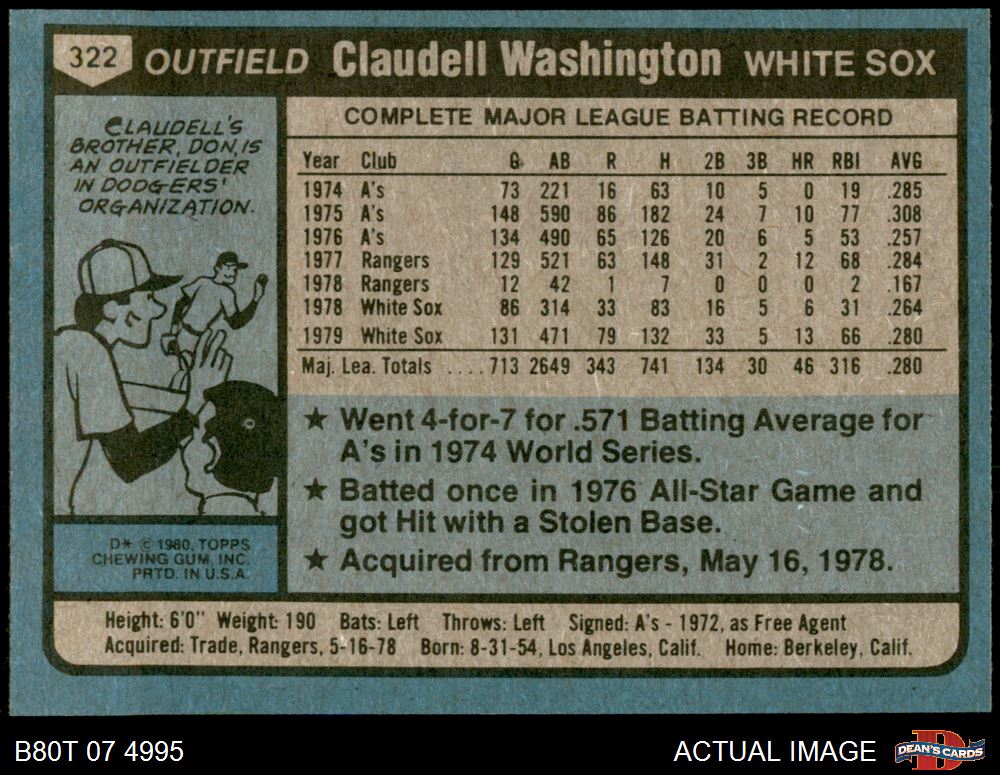 322 OUTFIELD Claudell Washington WHITE SOX
CLAUDELL'S
BROTHER, DON, IS
AN OUTFIELDER
IN DODGERS'
ORGANIZATION.
COMPLETE MAJOR LEAGUE BATTING RECORD
Year Club G AB R H 2B 3B HR RBI AVG
1974 A's 73 221 16 63 10 5 0 19 .285
1975 A's 148 590 86 182 24 7 10 77 .308
1976 A's 134 490 65 126 20 6 5 53 .257
1977 Rangers 129 521 63 148 31 2 12 68 .284
1978 Rangers 12 42 1 7 0 0 0 2 .167
1978 White Sox 86 314 33 83 16 5 6 31 .264
1979 White Sox 131 471 79 132 33 5 13 66 .280
Maj. Lea. Totals ....713 2649 343 741 134 30 46 316 .280
★ Went 4-for-7 for .571 Batting Average for
A's in 1974 World Series.
★ Batted once in 1976 All-Star Game and
got Hit with a Stolen Base.
★ Acquired from Rangers, May 16, 1978.
D* © 1980, TOPPS
CHEWING GUM, INC.
PRTD. IN U.S.A.
Height: 6'0" Weight: 190 Bats: Left Throws: Left Signed: A's - 1972, as Free Agent
Acquired: Trade, Rangers, 5-16-78 Born: 8-31-54, Los Angeles, Calif. Home: Berkeley, Calif.
B80T 07 4995 ACTUAL IMAGE D DEAN'S CARDS